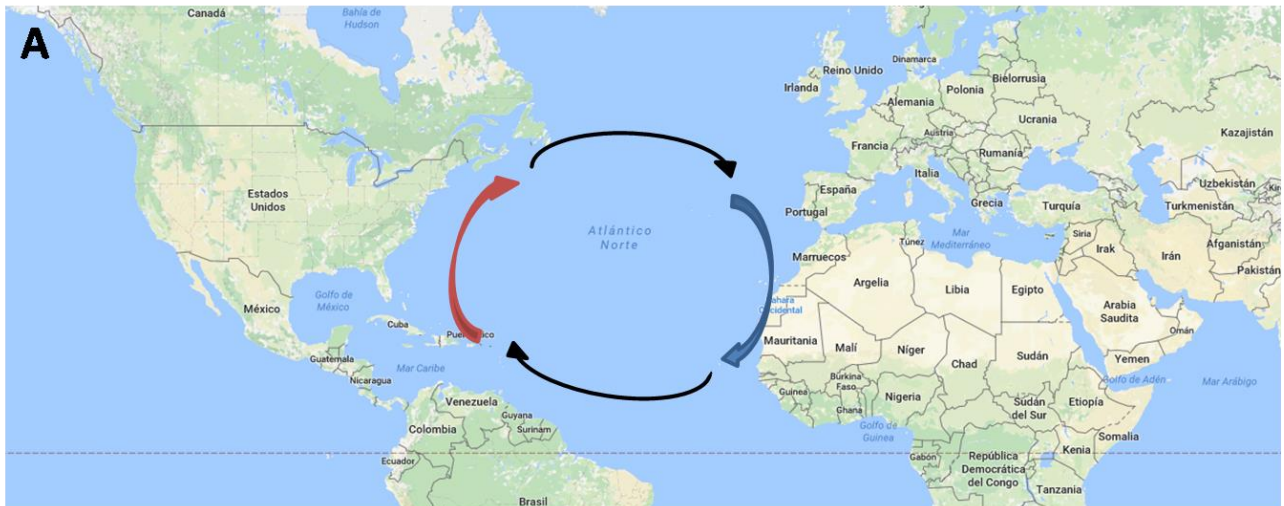 A
Canadá
Bahía de
Hudson
Reino Unido
Irlanda
Dinamarca
Bielorrusia
Polonia
Alemania
Ucrania
Austria
Kazajistán
Francia
Rumanía
Italia
Uzbekistán
España
Grecia
Turquía
Turkmenistán
Portugal
Estados
Unidos
Atlántico
Norte
Túnez
Mar
Mediterráneo
Siria
Irak
Irán
Afganistán
Pakistán
Marruecos
Argelia
Libia
Egipto
Golfo de
México
México
Occidental
Arabia
Saudita
Cuba
Omán
Mauritania
Malí
Níger
Chad
Sudán
Yemen
Guatemala
Mar Caribe
Nicaragua
Golfo de Adén
Mar Arábigo
Burkina
Faso
Guinea
Nigeria
Ghana
Sudán
del Sur
Etiopía
Venezuela
Guyana
Surinam
Colombia
Golfo de
Guinea
Somalia
Kenia
Ecuador
Gabón
República
Democrática
del Congo
Tanzania
Brasil